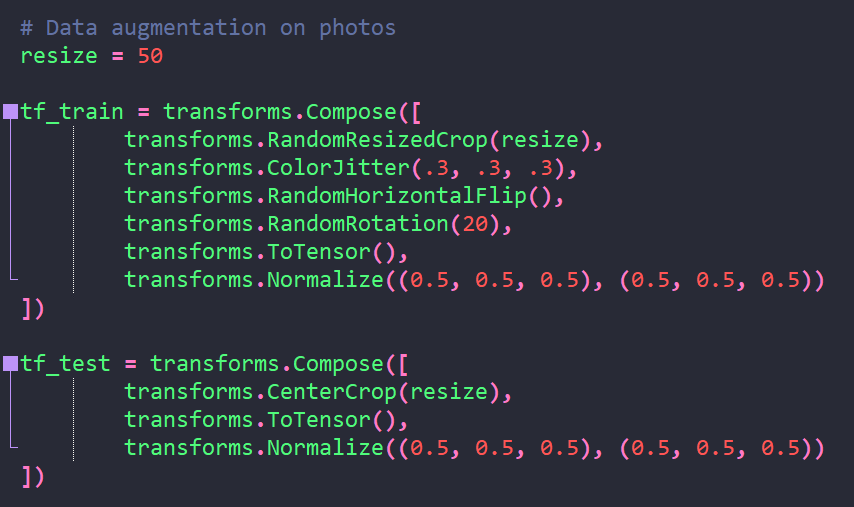 # Data augmentation on photos
resize = 50
tf_train = transforms.Compose([
transforms.RandomResizedCrop(resize),
transforms.ColorJitter(.3, .3, .3),
transforms.RandomHorizontalFlip(),
transforms.RandomRotation(20),
transforms.ToTensor(),
transforms.Normalize((0.5, 0.5, 0.5), (0.5, 0.5, 0.5))
])
tf_test = transforms.Compose([
transforms.CenterCrop(resize),
transforms.ToTensor(),
transforms.Normalize((0.5, 0.5, 0.5), (0.5, 0.5, 0.5))
])